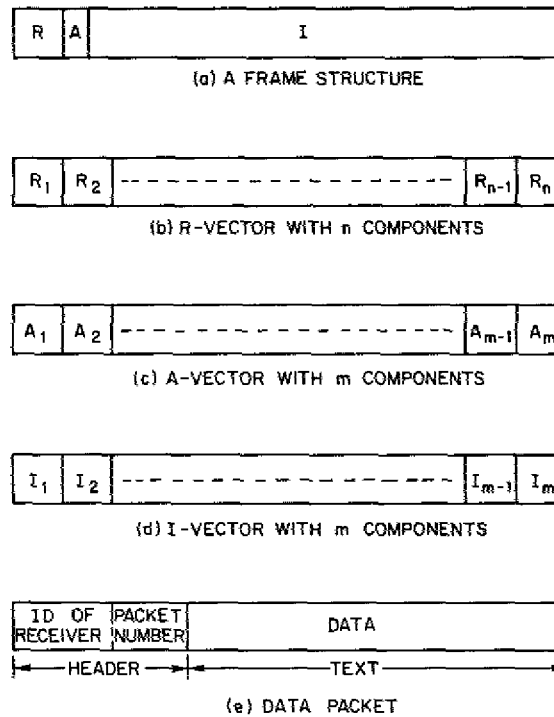 R A I
(a) A FRAME STRUCTURE
R1 R2 Rn-1 Rn
(b) R-VECTOR WITH n COMPONENTS
A1 A2 Am-1 Am
(c) A-VECTOR WITH m COMPONENTS
I1 I2 Im-1 Im
(d) I-VECTOR WITH m COMPONENTS
ID OF RECEIVER PACKET NUMBER DATA
HEADER TEXT
(e) DATA PACKET